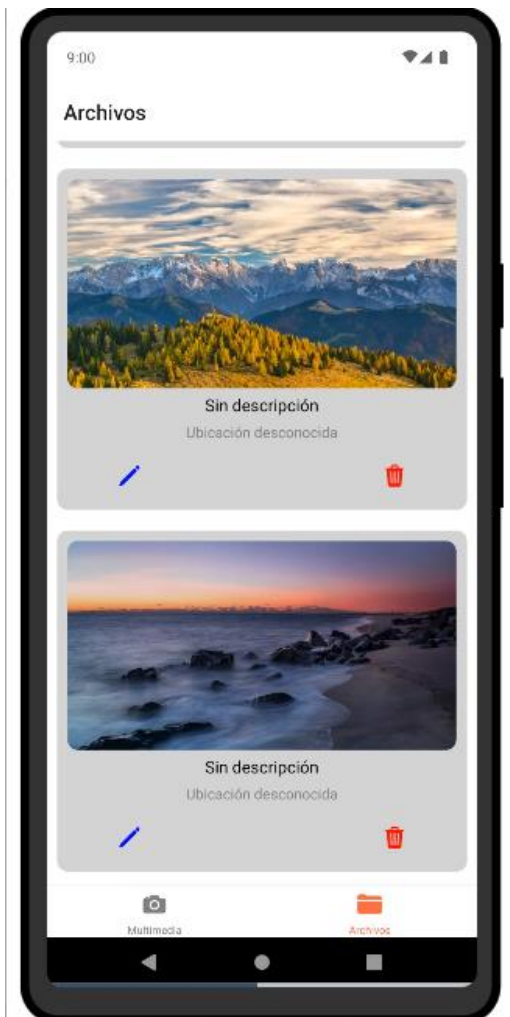 9:00
Archivos
Sin descripción
Ubicación desconocida
Sin descripción
Ubicación desconocida
Multimedia
Archivos